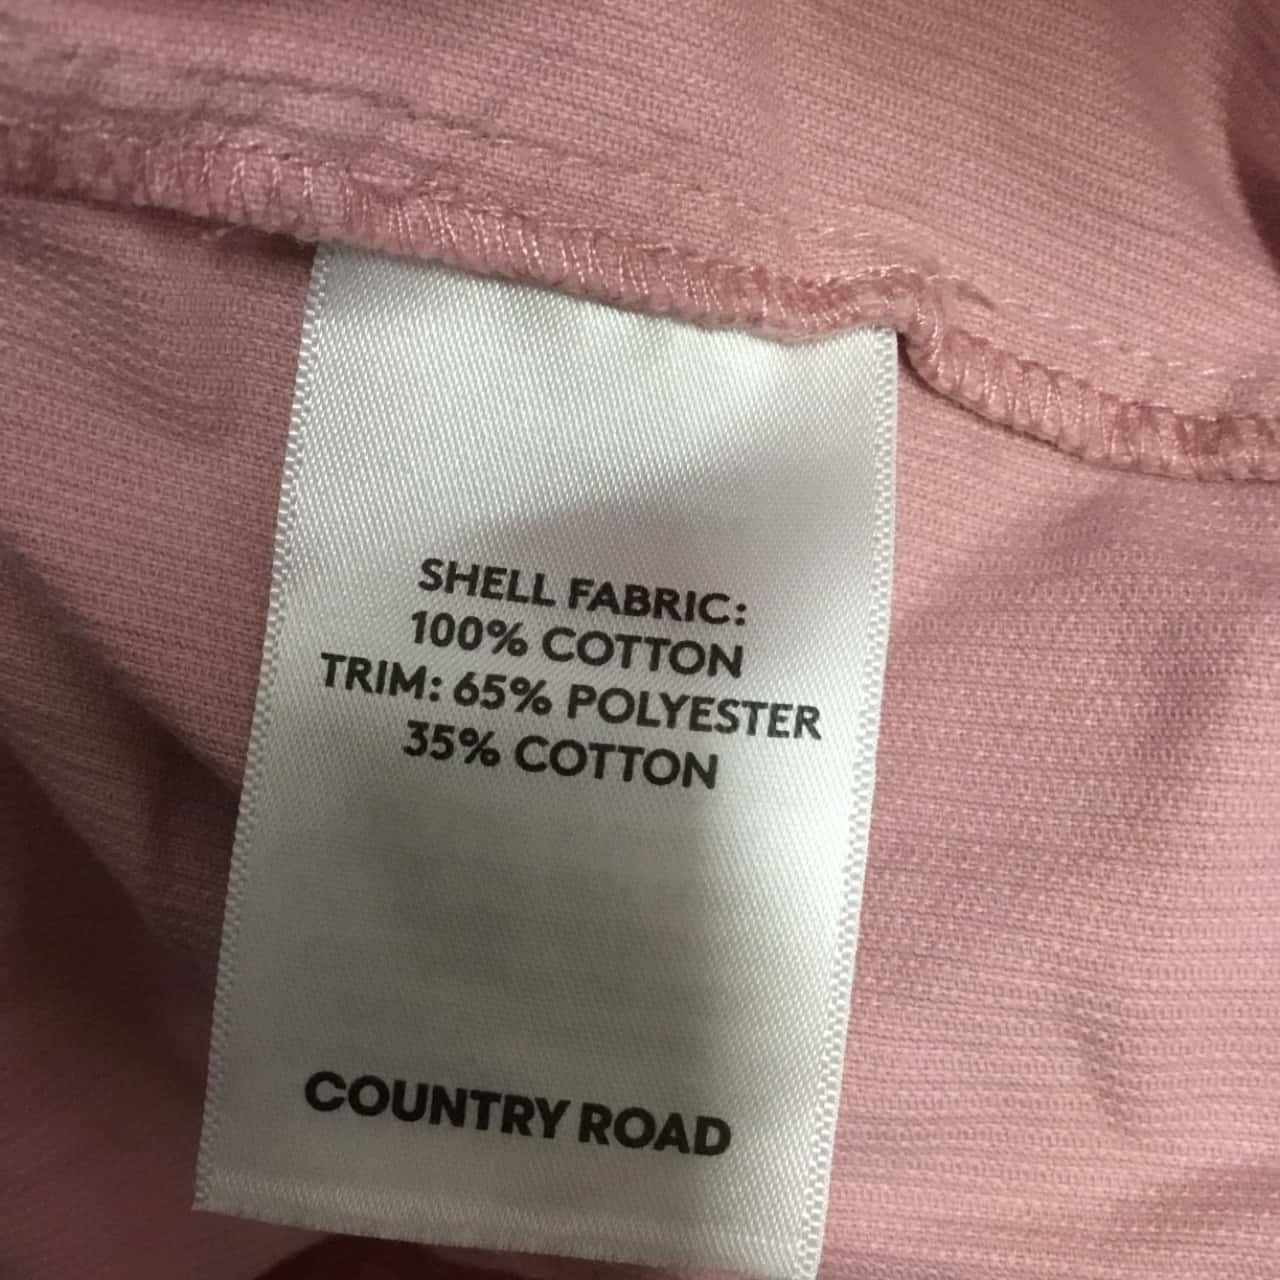 SHELL FABRIC:
100% COTTON
TRIM: 65% POLYESTER
35% COTTON
COUNTRY ROAD